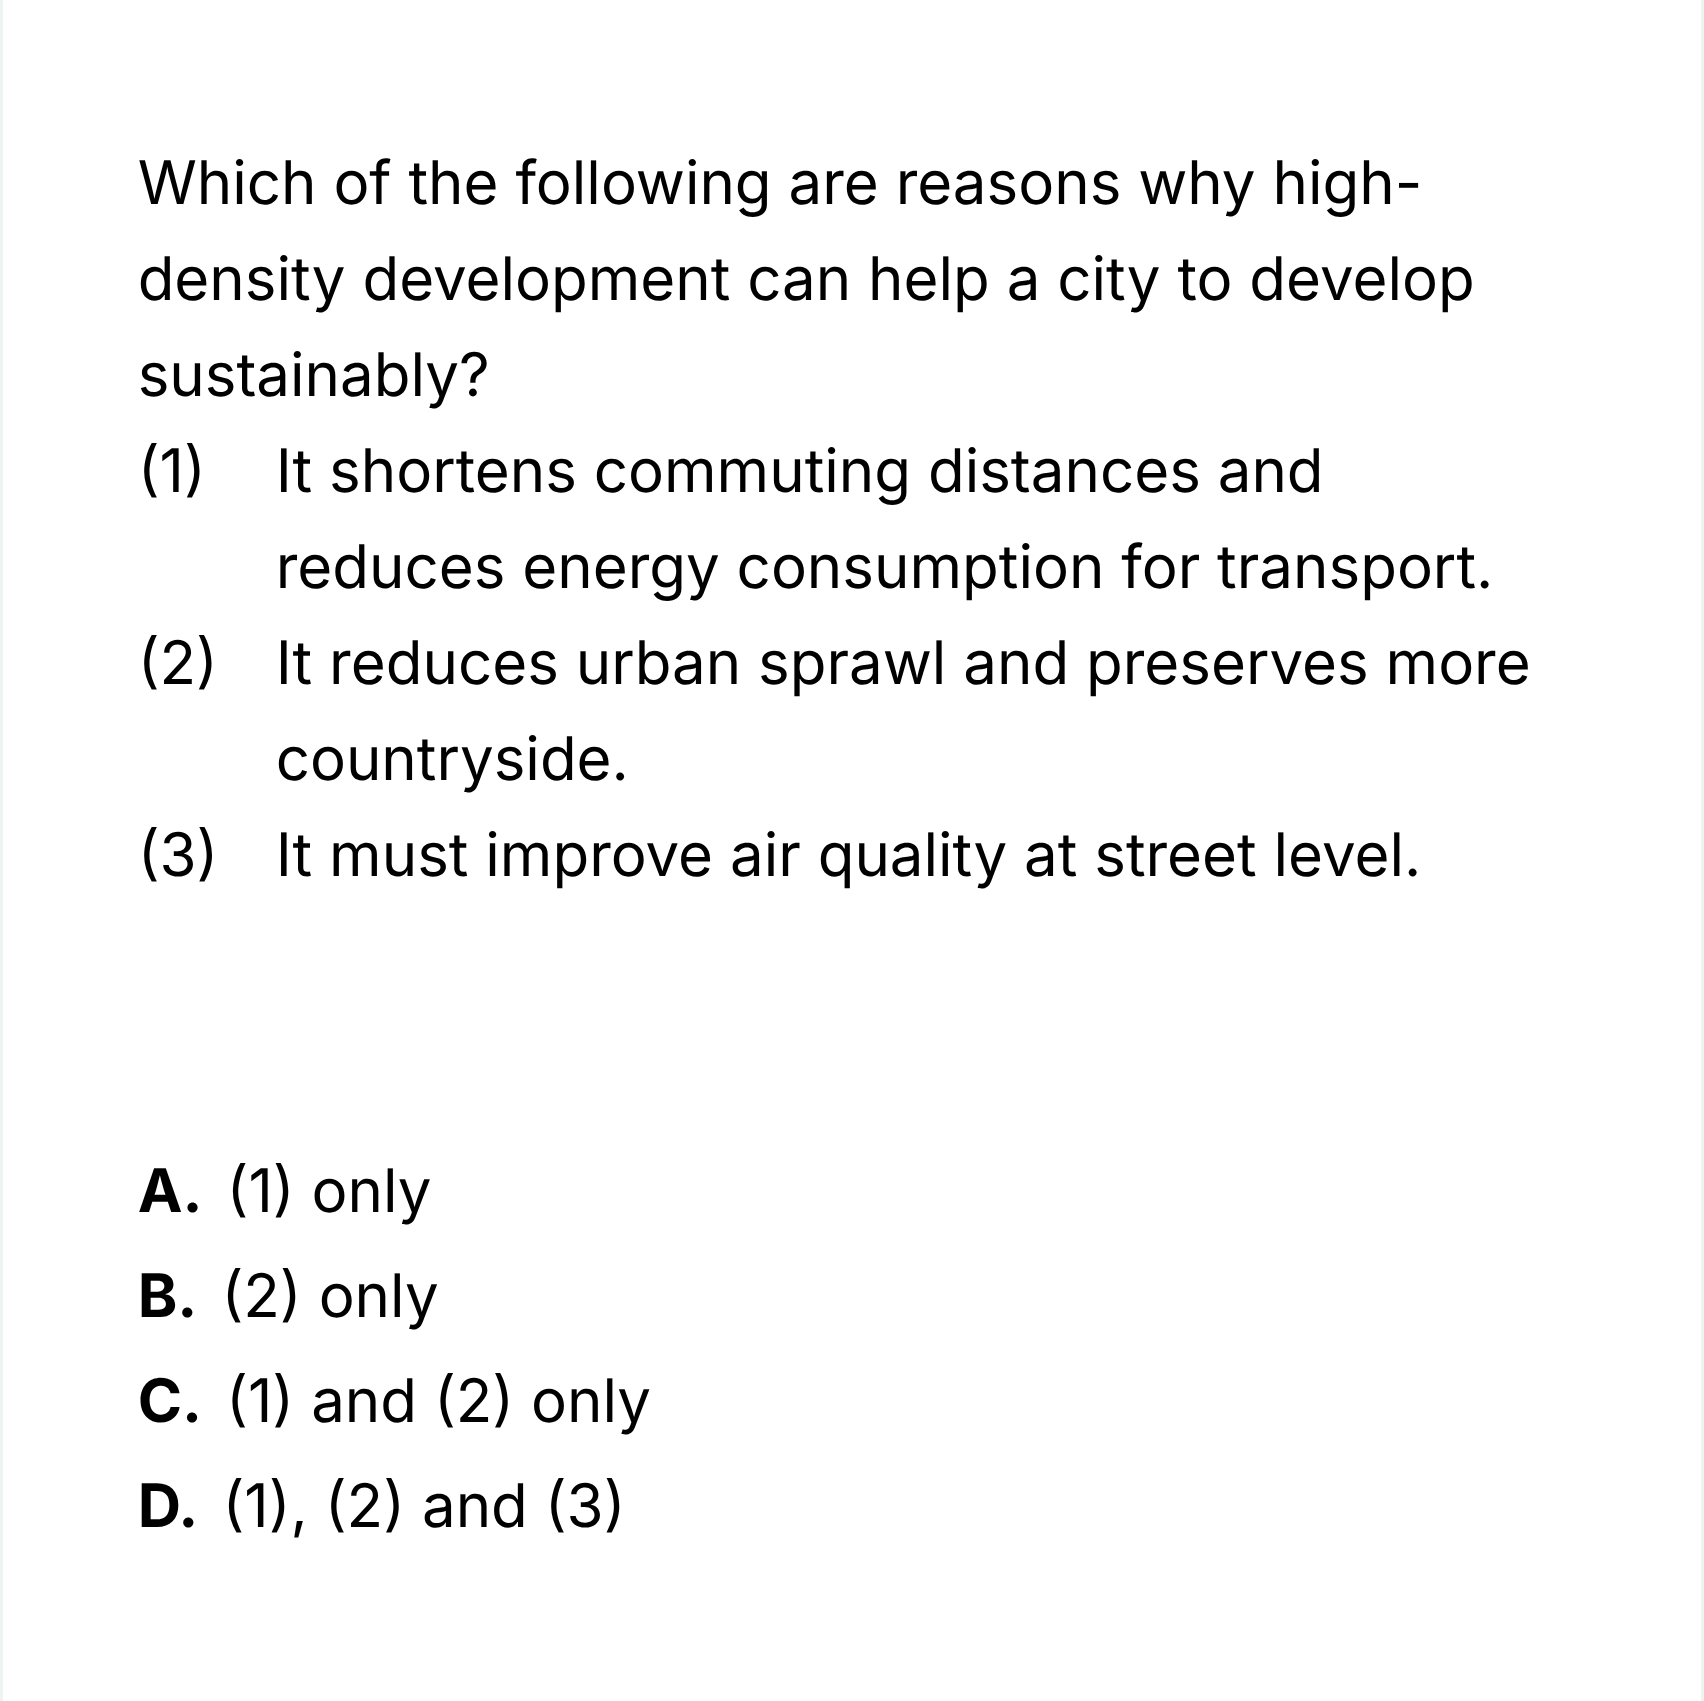 Which of the following are reasons why high-
density development can help a city to develop
sustainably?
(1) It shortens commuting distances and
reduces energy consumption for transport.
(2) It reduces urban sprawl and preserves more
countryside.
(3) It must improve air quality at street level.
A. (1) only
B. (2) only
C. (1) and (2) only
D. (1), (2) and (3)